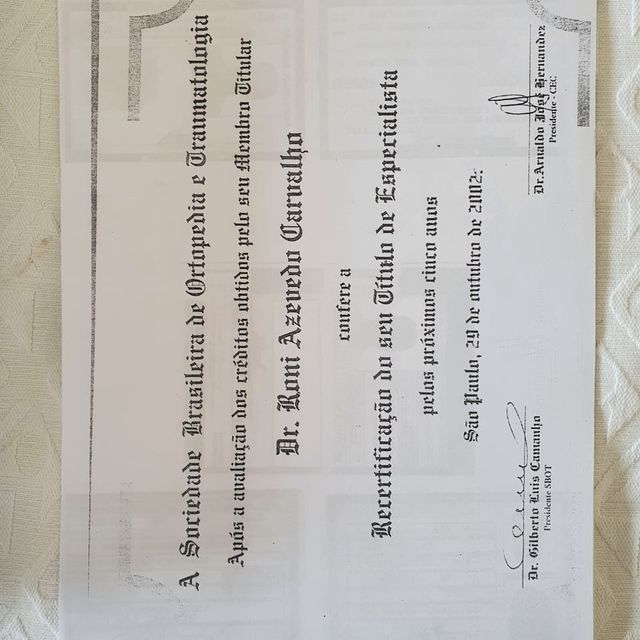 A Sociedade Brasileira de Ortopedia e Traumatologia
Após a avaliação dos créditos obtidos pelo seu Membro Titular
Dr. Roni Azevedo Carvalho
confere a
Recertificação do seu Título de Especialista
pelos próximos cinco anos
São Paulo, 29 de outubro de 2002.
Dr. Gilberto Luis Camanho
Presidente SBOT
Dr. Arnaldo José Hernandez
Presidente - CEC